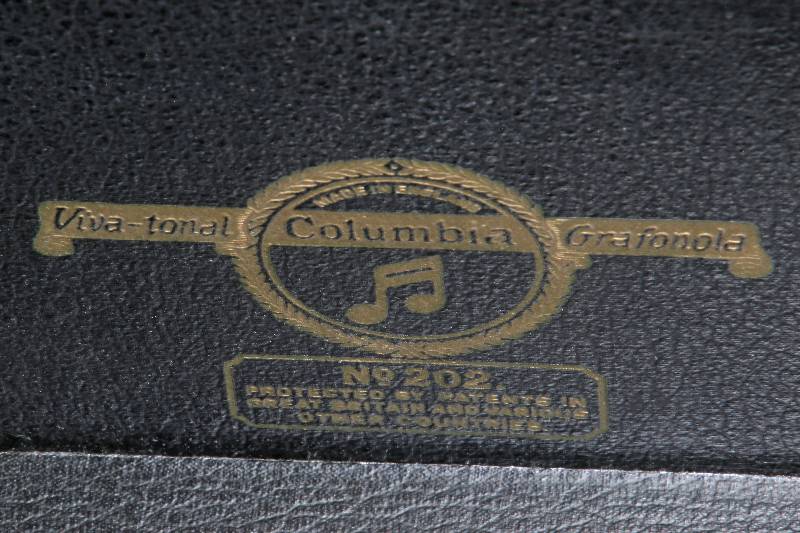 MADE IN ENGLAND
Viva-tonal Columbia Grafonola
No 202.
PROTECTED BY PATENTS IN
GREAT BRITAIN AND VARIOUS
OTHER COUNTRIES